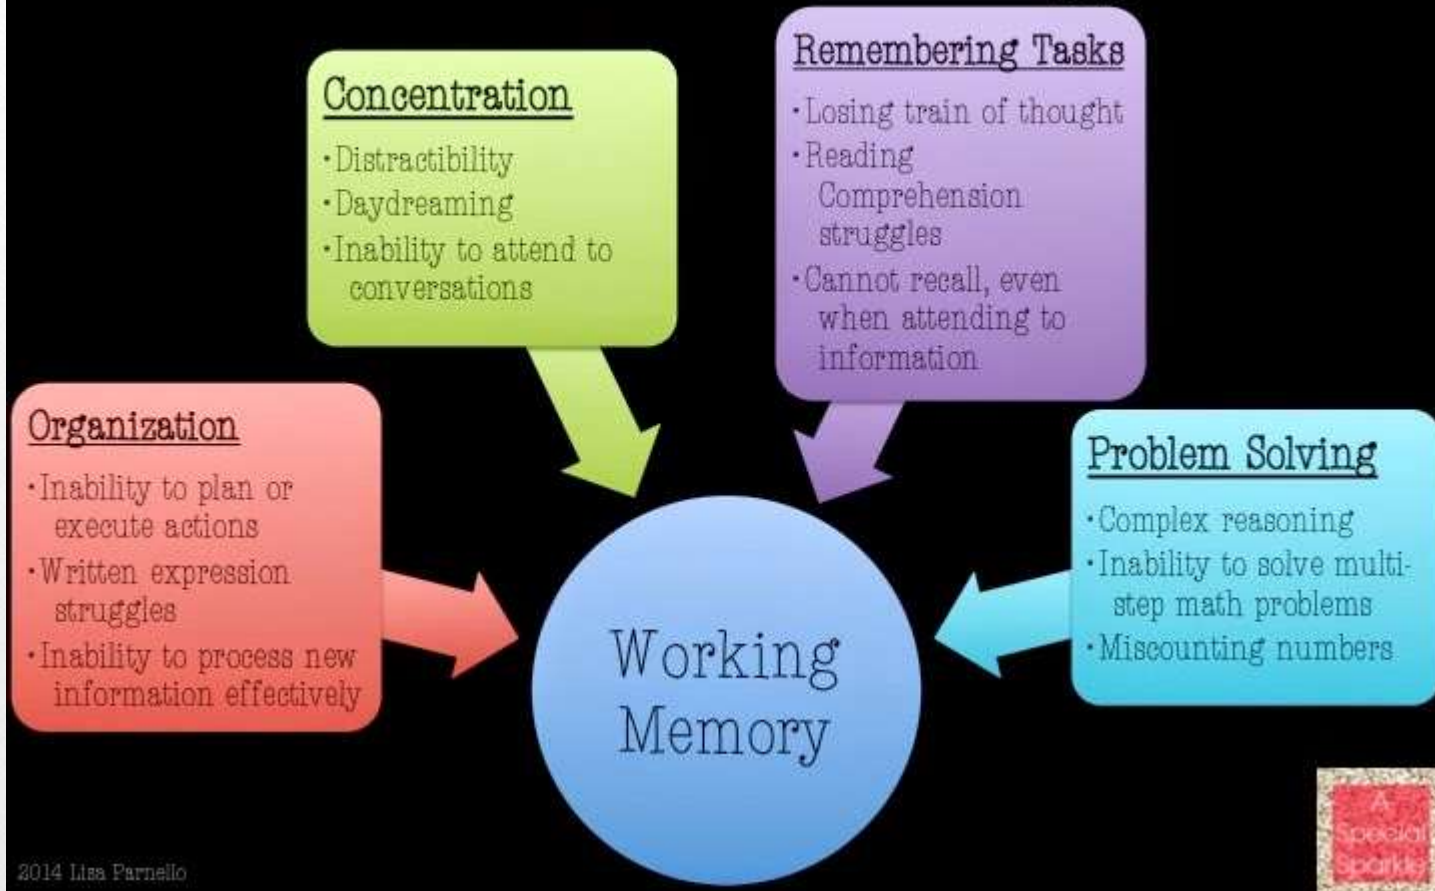 Organization
·Inability to plan or
execute actions
·Written expression
struggles
·Inability to process new
information effectively
Concentration
·Distractibility
·Daydreaming
·Inability to attend to
conversations
Remembering Tasks
·Losing train of thought
·Reading
Comprehension
struggles
·Cannot recall, even
when attending to
information
Problem Solving
·Complex reasoning
·Inability to solve multi-
step math problems
·Miscounting numbers
Working
Memory
2014 Lisa Parnello
A
Special
Sparkle